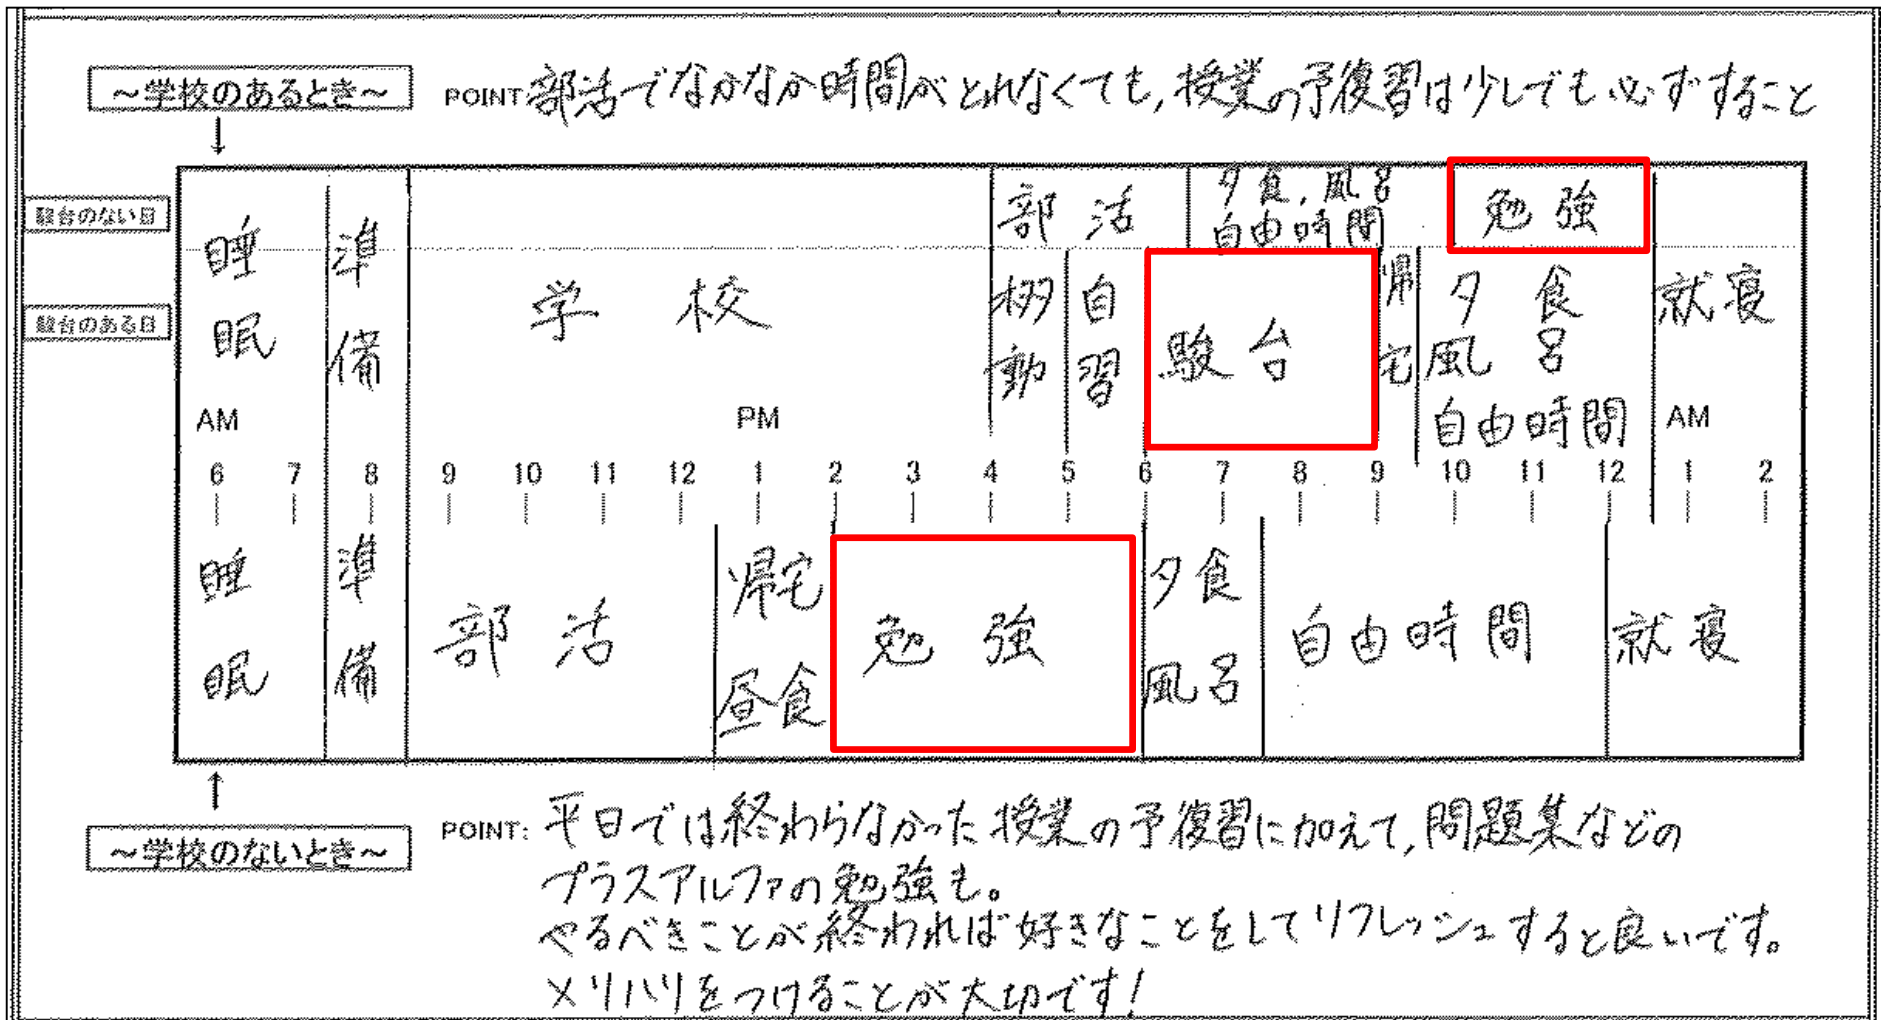 ~学校のあるとき~
POINT 部活でなかなか時間がとれなくても,授業の予復習は少しでも必ずすること
駿台のない日
駿台のある日
部活
夕食,風呂
自由時間
勉強
睡眠
準備
学校
移動
自習
駿台
帰宅
夕食
風呂
自由時間
就寝
AM
PM
AM
6 7 8 9 10 11 12 1 2 3 4 5 6 7 8 9 10 11 12 1 2
睡眠
準備
部活
帰宅
昼食
勉強
夕食
風呂
自由時間
就寝
~学校のないとき~
POINT: 平日では終わらなかった授業の予復習に加えて,問題集などの
プラスアルファの勉強も。
やるべきことが終われば好きなことをしてリフレッシュすると良いです。
メリハリをつけることが大切です!